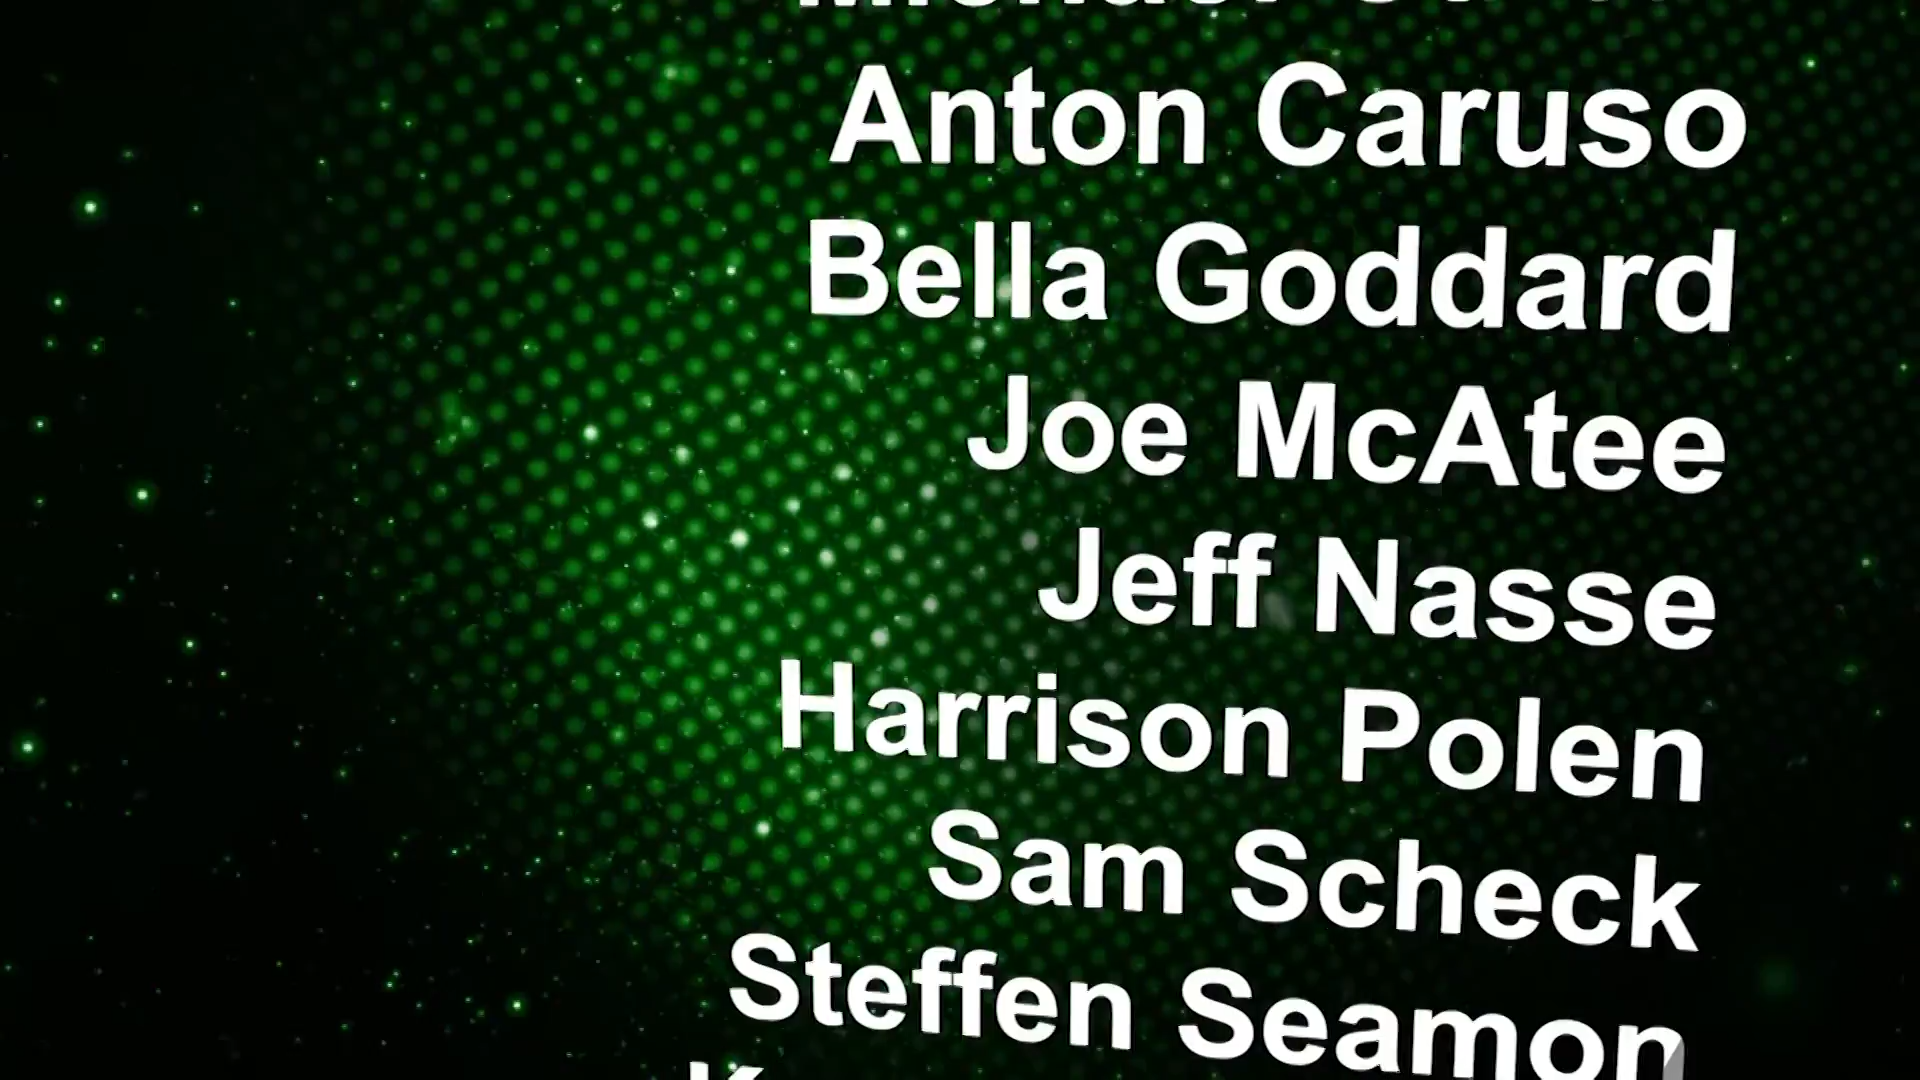 Anton Caruso
Bella Goddard
Joe McAtee
Jeff Nasse
Harrison Polen
Sam Scheck
Steffen Seamon